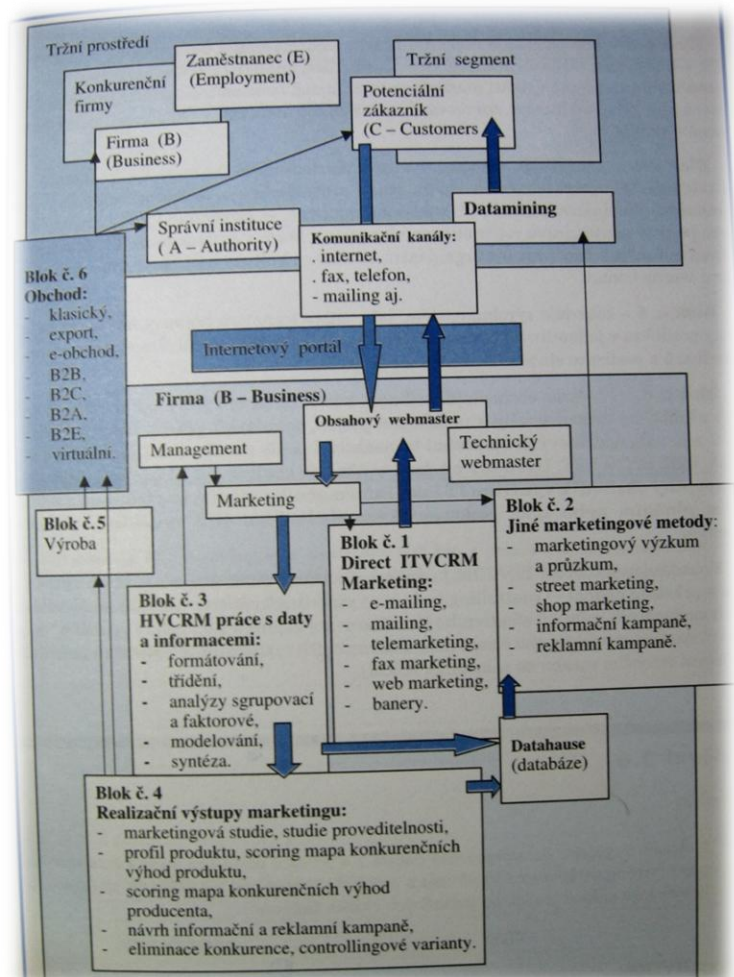 Tržní prostředí
Zaměstnanec (E)
(Employment)
Konkurenční
firmy
Firma (B)
(Business)
Tržní segment
Potenciální
zákazník
(C – Customers
Správní instituce
( A – Authority)
Datamining
Komunikační kanály:
. internet,
. fax, telefon,
- mailing aj.
Blok č. 6
Obchod:
- klasický,
- export,
- e-obchod,
- B2B,
- B2C,
- B2A,
- B2E,
- virtuální.
Internetový portál
Firma (B – Business)
Obsahový webmaster
Technický
webmaster
Management
Marketing
Blok č.5
Výroba
Blok č. 1
Direct ITVCRM
Marketing:
- e-mailing,
- mailing,
- telemarketing,
- fax marketing,
- web marketing,
- banery.
Blok č. 2
Jiné marketingové metody:
- marketingový výzkum
a průzkum,
- street marketing,
- shop marketing,
- informační kampaně,
- reklamní kampaně.
Blok č. 3
HVCRM práce s daty
a informacemi:
- formátování,
- třídění,
- analýzy sgrupovací
a faktorové,
- modelování,
- syntéza.
Datahause
(databáze)
Blok č. 4
Realizační výstupy marketingu:
- marketingová studie, studie proveditelnosti,
- profil produktu, scoring mapa konkurenčních
výhod produktu,
- scoring mapa konkurenčních výhod
producenta,
- návrh informační a reklamní kampaně,
- eliminace konkurence, controllingové varianty.